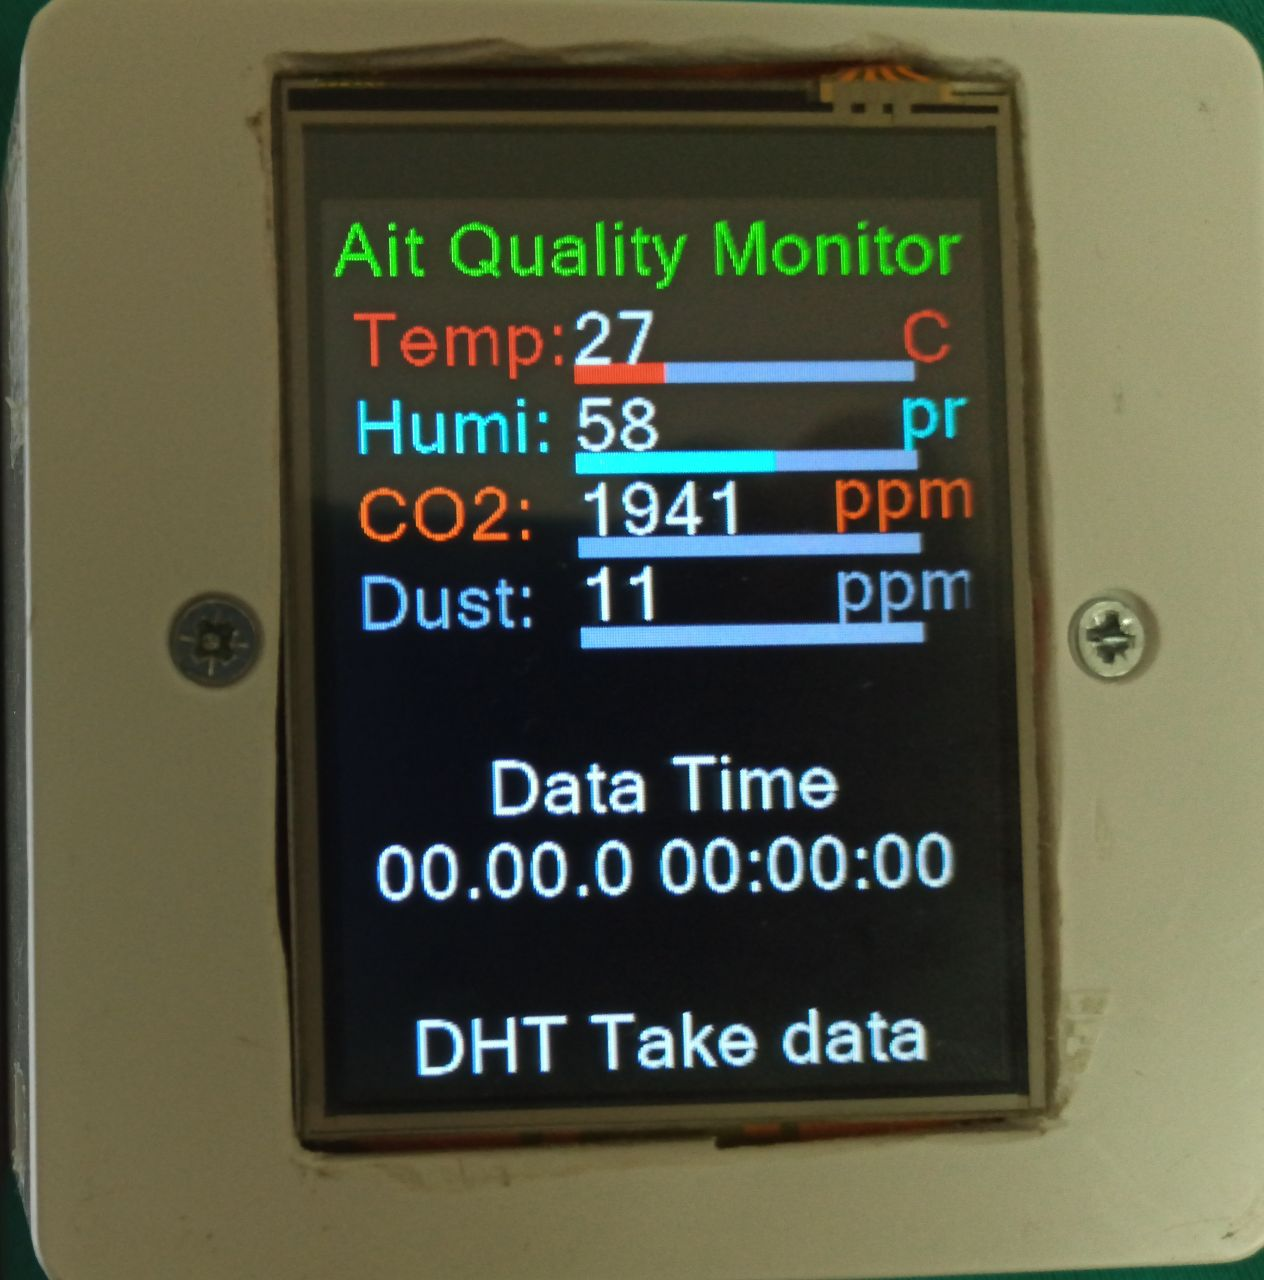 Ait Quality Monitor
Temp:27 C
Humi: 58 pr
CO2: 1941 ppm
Dust: 11 ppm
Data Time
00.00.0 00:00:00
DHT Take data